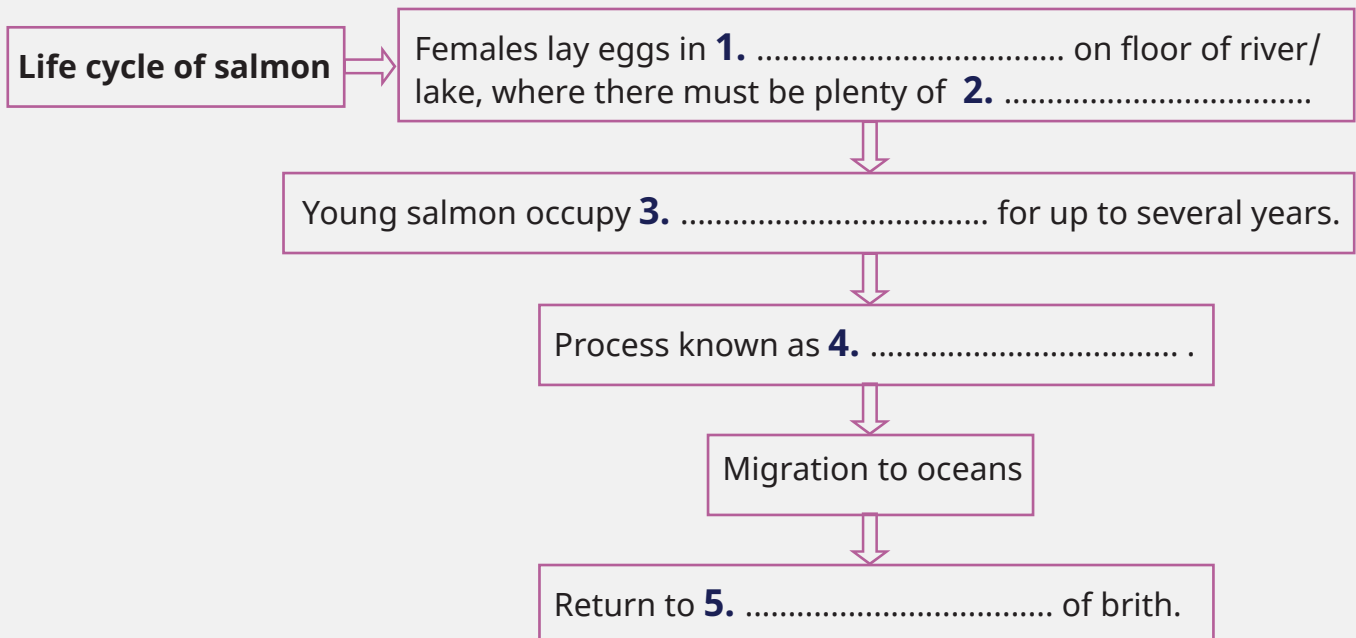 Life cycle of salmon
Females lay eggs in 1. .................................... on floor of river/
lake, where there must be plenty of 2. ....................................
Young salmon occupy 3. .................................... for up to several years.
Process known as 4. .................................... .
Migration to oceans
Return to 5. .................................... of brith.